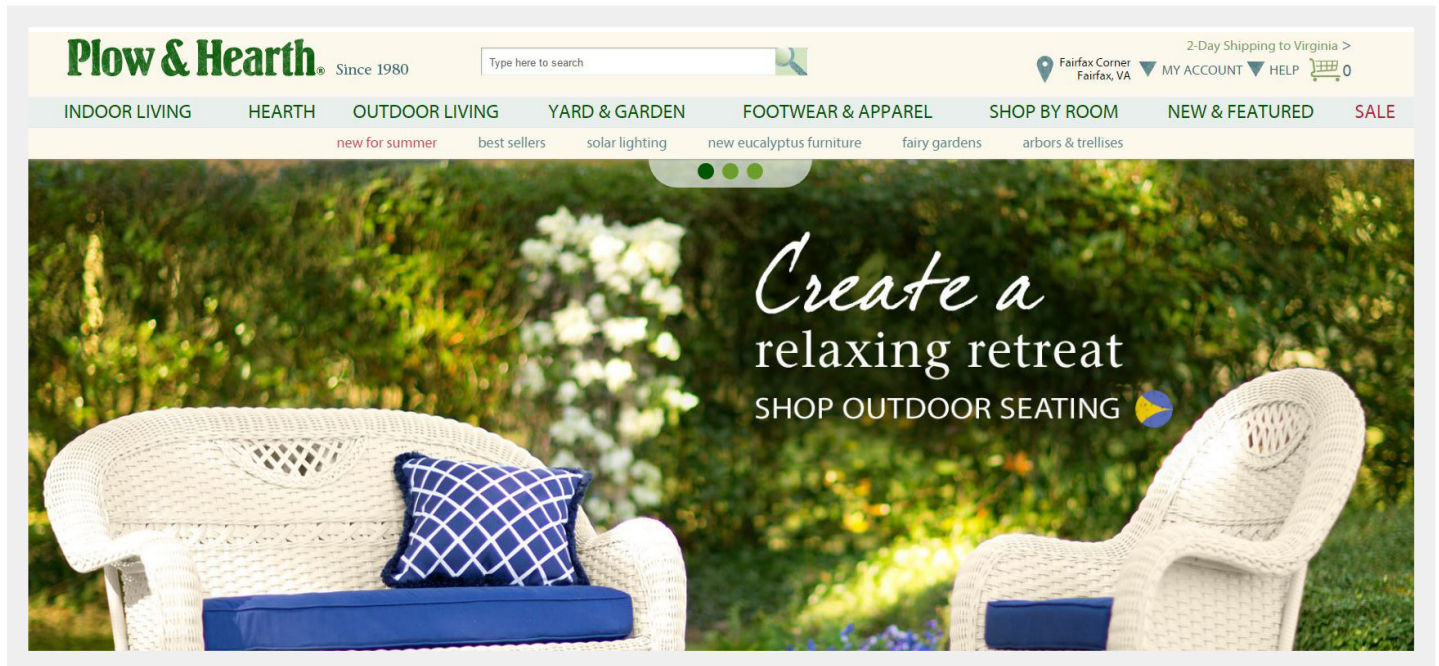 Plow & Hearth® Since 1980
Type here to search
2-Day Shipping to Virginia >
Fairfax Corner
Fairfax, VA
MY ACCOUNT HELP 0
INDOOR LIVING HEARTH OUTDOOR LIVING YARD & GARDEN FOOTWEAR & APPAREL SHOP BY ROOM NEW & FEATURED SALE
new for summer best sellers solar lighting new eucalyptus furniture fairy gardens arbors & trellises
Create a
relaxing retreat
SHOP OUTDOOR SEATING